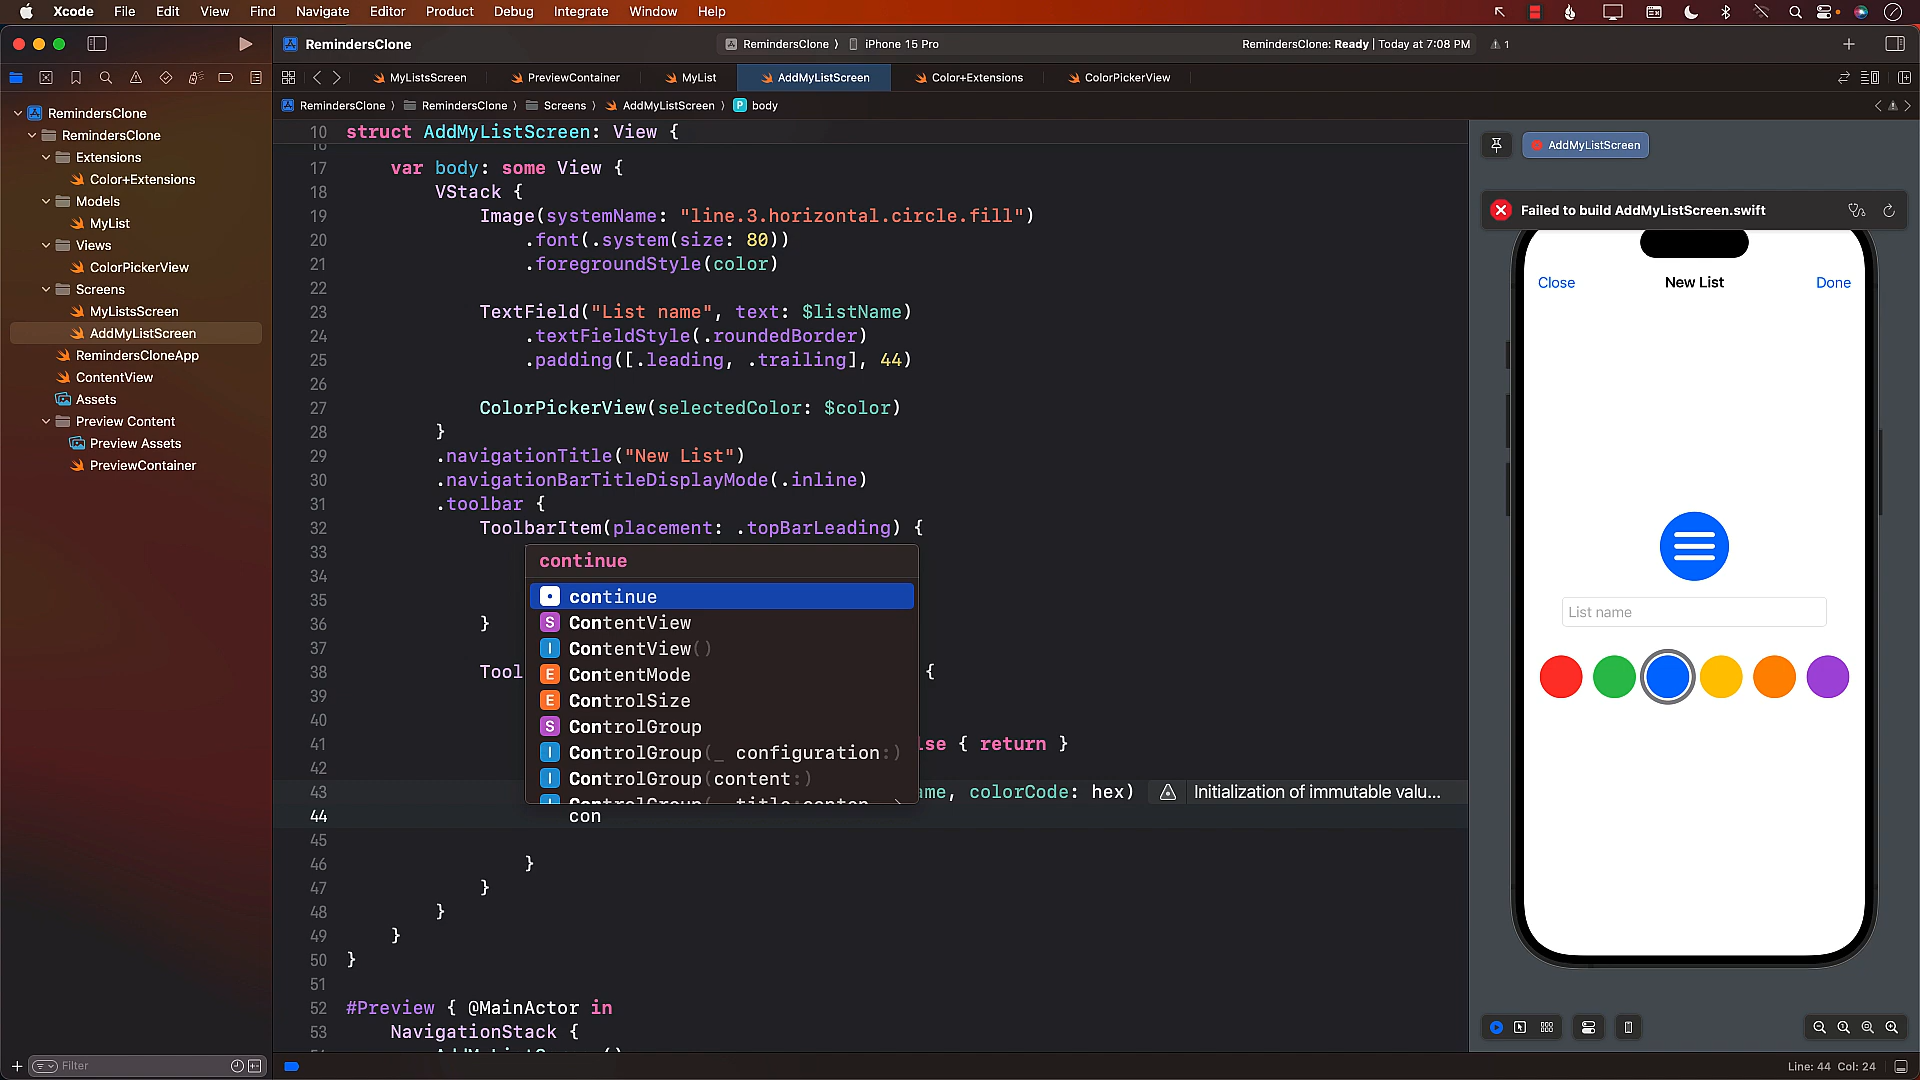 Xcode File Edit View Find Navigate Editor Product Debug Integrate Window Help
RemindersClone
RemindersClone 〉 iPhone 15 Pro
RemindersClone: Ready | Today at 7:08 PM
1
MyListsScreen PreviewContainer MyList AddMyListScreen Color+Extensions ColorPickerView
RemindersClone 〉 RemindersClone 〉 Screens 〉 AddMyListScreen 〉 P body
RemindersClone
RemindersClone
Extensions
Color+Extensions
Models
MyList
Views
ColorPickerView
Screens
MyListsScreen
AddMyListScreen
RemindersCloneApp
ContentView
Assets
Preview Content
Preview Assets
PreviewContainer
Filter
10 struct AddMyListScreen: View {
16
17 var body: some View {
18 VStack {
19 Image(systemName: "line.3.horizontal.circle.fill")
20 .font(.system(size: 80))
21 .foregroundStyle(color)
22
23 TextField("List name", text: $listName)
24 .textFieldStyle(.roundedBorder)
25 .padding([.leading, .trailing], 44)
26
27 ColorPickerView(selectedColor: $color)
28 }
29 .navigationTitle("New List")
30 .navigationBarTitleDisplayMode(.inline)
31 .toolbar {
32 ToolbarItem(placement: .topBarLeading) {
33
34
35
36 }
37
38 Tool {
39
40
41 lse { return }
42
43 ame, colorCode: hex) Initialization of immutable valu...
44 con
45
46 }
47 }
48 }
49 }
50 }
51
52 #Preview { @MainActor in
53 NavigationStack {
continue
continue
S ContentView
I ContentView()
E ContentMode
E ControlSize
S ControlGroup
I ControlGroup(_ configuration:)
I ControlGroup(content:)
AddMyListScreen
Failed to build AddMyListScreen.swift
Close New List Done
List name
Line: 44 Col: 24